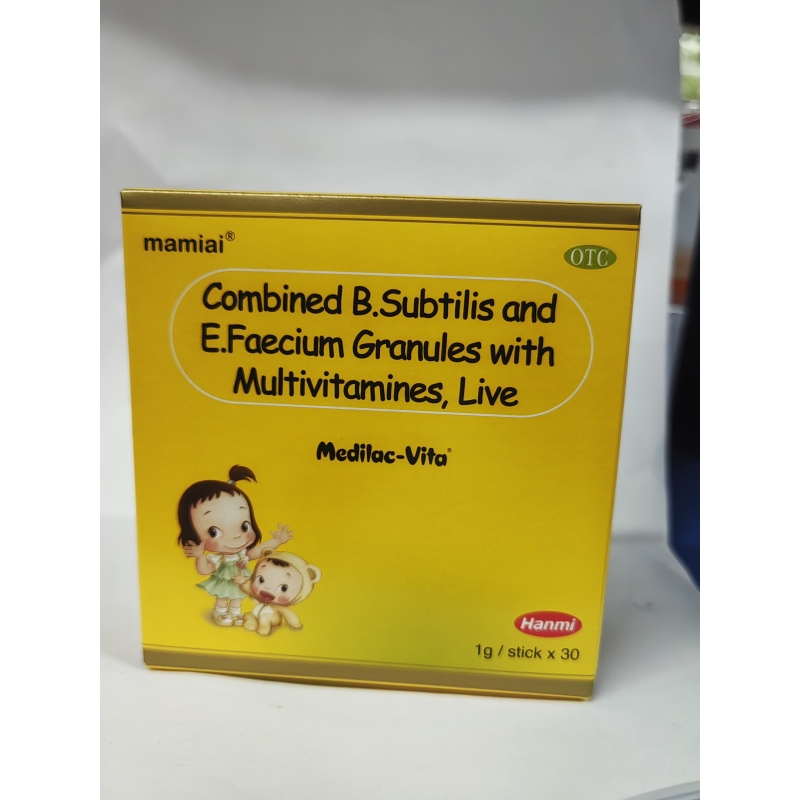 mamiai®
OTC
Combined B.Subtilis and
E.Faecium Granules with
Multivitamines, Live
Medilac-Vita®
Hanmi
1g / stick x 30